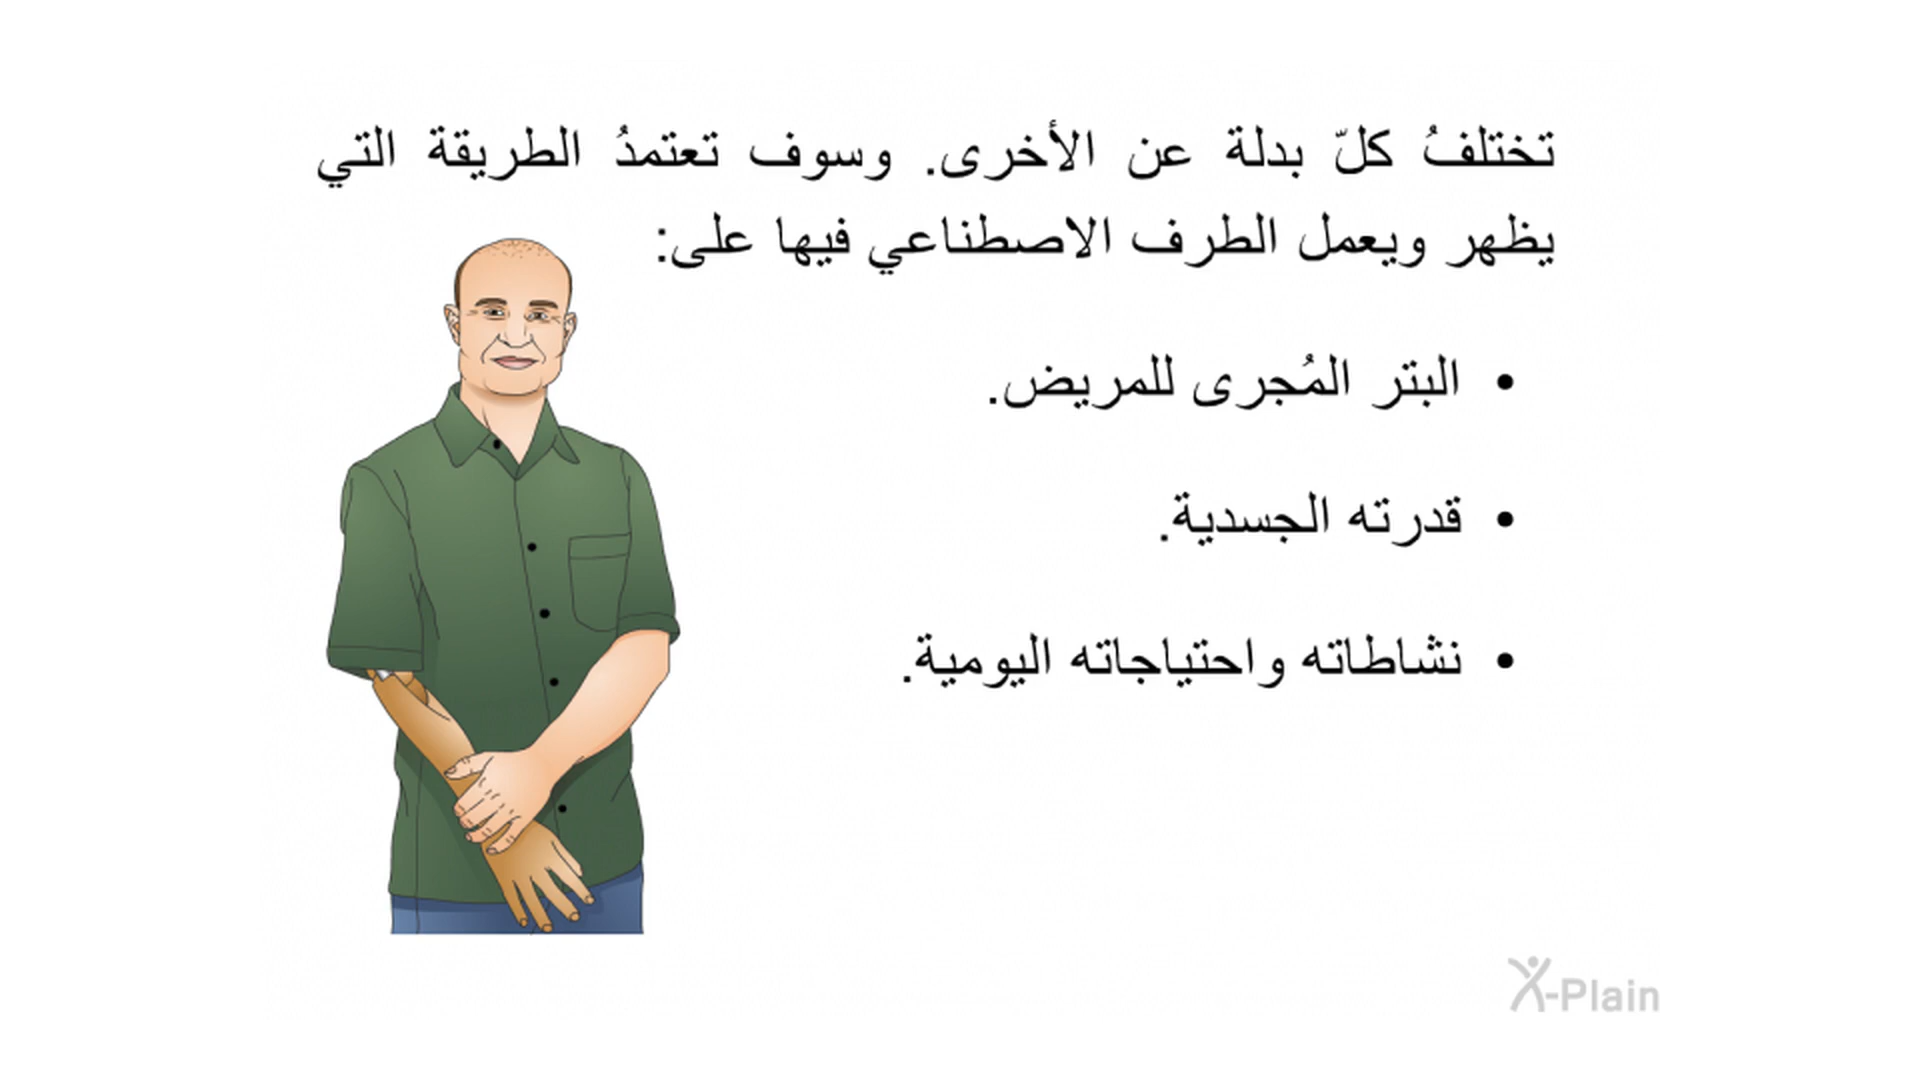 تختلفُ كلّ بدلة عن الأخرى. وسوف تعتمدُ الطريقة التي
يظهر ويعمل الطرف الاصطناعي فيها على:
• البتر المُجرى للمريض.
• قدرته الجسدية.
• نشاطاته واحتياجاته اليومية.
X-Plain